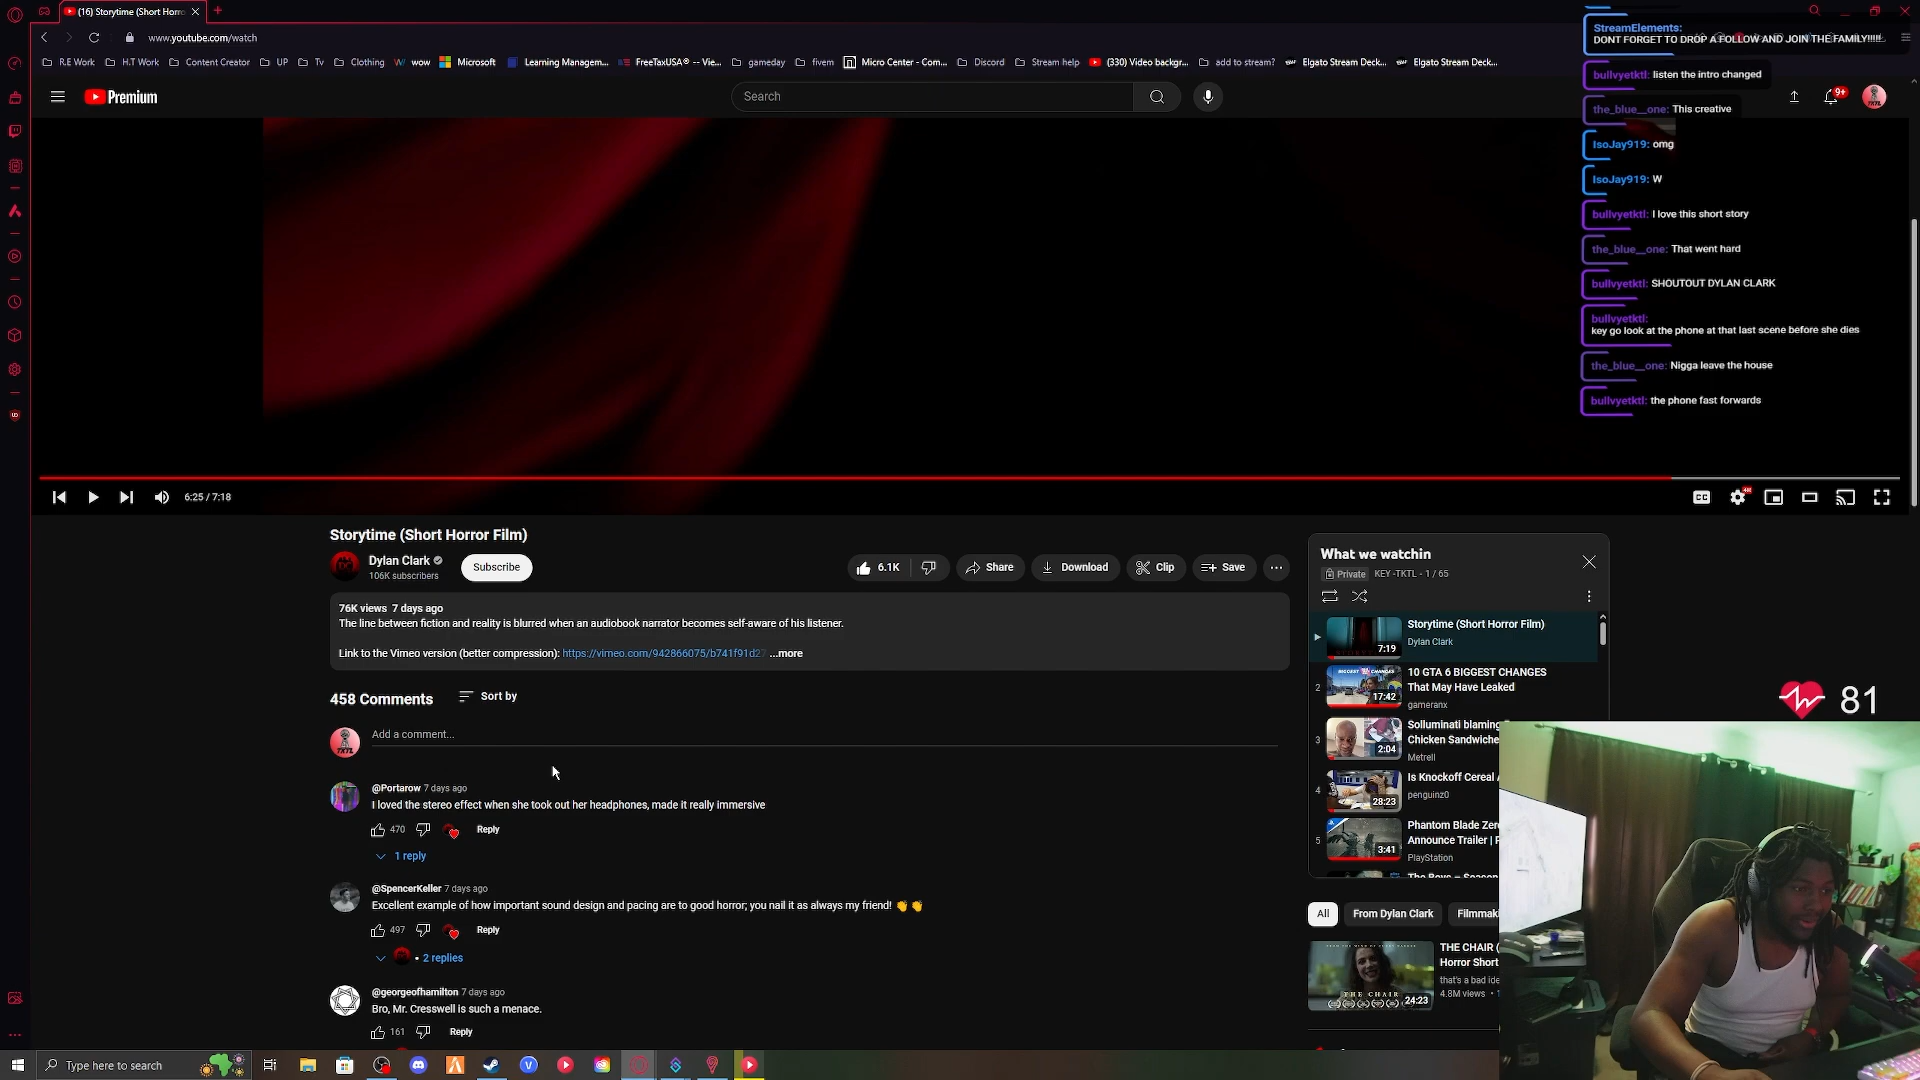 (16) Storytime (Short Horro
www.youtube.com/watch
R.E Work
H.T Work
Content Creator
UP
Tv
Clothing
wow
Microsoft
Learning Managem...
FreeTaxUSA® -- Vie...
gameday
fivem
Micro Center - Com...
Discord
Stream help
(330) Video backgr...
add to stream?
Elgato Stream Deck...
Elgato Stream Deck...
Premium
Search
9+
StreamElements:
DONT FORGET TO DROP A FOLLOW AND JOIN THE FAMILY!!!!!
bullvyetktl: listen the intro changed
the_blue__one: This creative
IsoJay919: omg
IsoJay919: W
bullvyetktl: I love this short story
the_blue__one: That went hard
bullvyetktl: SHOUTOUT DYLAN CLARK
bullvyetktl:
key go look at the phone at that last scene before she dies
the_blue__one: Nigga leave the house
bullvyetktl: the phone fast forwards
6:25 / 7:18
Storytime (Short Horror Film)
Dylan Clark
106K subscribers
Subscribe
6.1K
Share
Download
Clip
Save
76K views 7 days ago
The line between fiction and reality is blurred when an audiobook narrator becomes self-aware of his listener.
Link to the Vimeo version (better compression): https://vimeo.com/942866075/b741f91d2 ...more
458 Comments
Sort by
TKTL
Add a comment...
@Portarow 7 days ago
I loved the stereo effect when she took out her headphones, made it really immersive
470
Reply
1 reply
@SpencerKeller 7 days ago
Excellent example of how important sound design and pacing are to good horror; you nail it as always my friend! 👏 👏
497
Reply
2 replies
@georgeofhamilton 7 days ago
Bro, Mr. Cresswell is such a menace.
161
Reply
What we watchin
Private
KEY -TKTL - 1 / 65
Storytime (Short Horror Film)
Dylan Clark
7:19
2
10 GTA 6 BIGGEST CHANGES
That May Have Leaked
gameranx
17:42
3
Solluminati blaming
Chicken Sandwiche
Metrell
2:04
4
Is Knockoff Cereal
penguinz0
28:23
5
Phantom Blade Zer
Announce Trailer |
PlayStation
3:41
The Boys – Season
81
All
From Dylan Clark
Filmmaki
THE CHAIR
24:23
THE CHAIR (
Horror Short
that's a bad ide
4.8M views
Type here to search